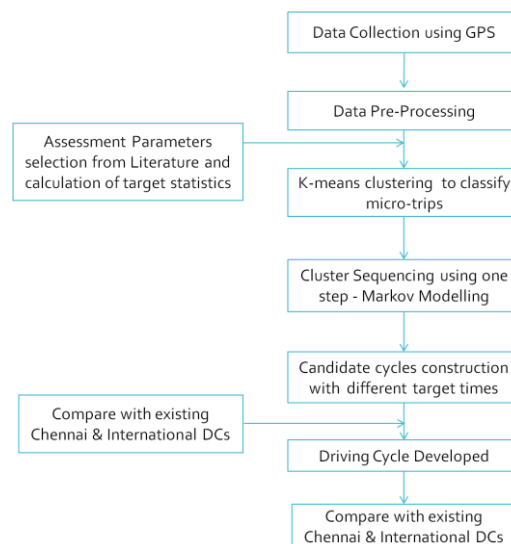 Data Collection using GPS
Data Pre-Processing
Assessment Parameters
selection from Literature and
calculation of target statistics
K-means clustering to classify
micro-trips
Cluster Sequencing using one
step - Markov Modelling
Candidate cycles construction
with different target times
Compare with existing
Chennai & International DCs
Driving Cycle Developed
Compare with existing
Chennai & International DCs